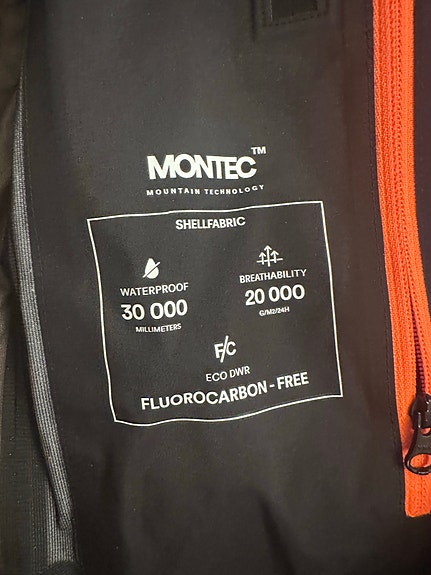 MONTEC™
MOUNTAIN TECHNOLOGY
SHELLFABRIC
WATERPROOF
30 000
MILLIMETERS
BREATHABILITY
20 000
G/M2/24H
F/C
ECO DWR
FLUOROCARBON - FREE